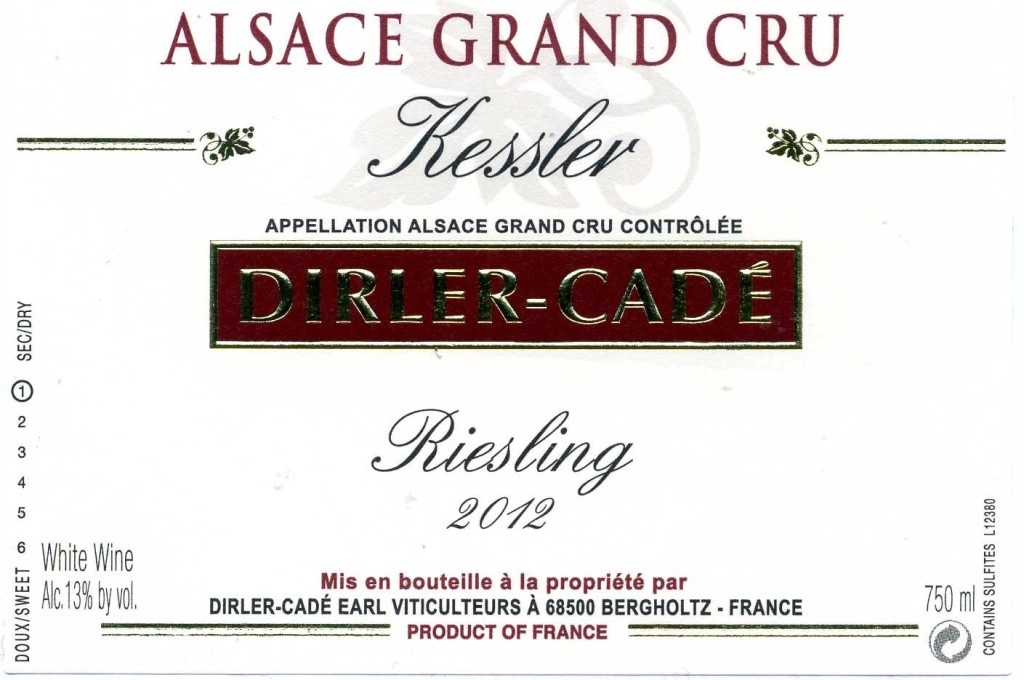 ALSACE GRAND CRU
Kessler
APPELLATION ALSACE GRAND CRU CONTRÔLÉE
DIRLER-CADÉ
Riesling
2012
SEC/DRY
1
2
3
4
5
6
DOUX/SWEET
White Wine
Alc.13% by vol.
Mis en bouteille à la propriété par
DIRLER-CADÉ EARL VITICULTEURS À 68500 BERGHOLTZ - FRANCE
PRODUCT OF FRANCE
750 ml
CONTAINS SULFITES L12380